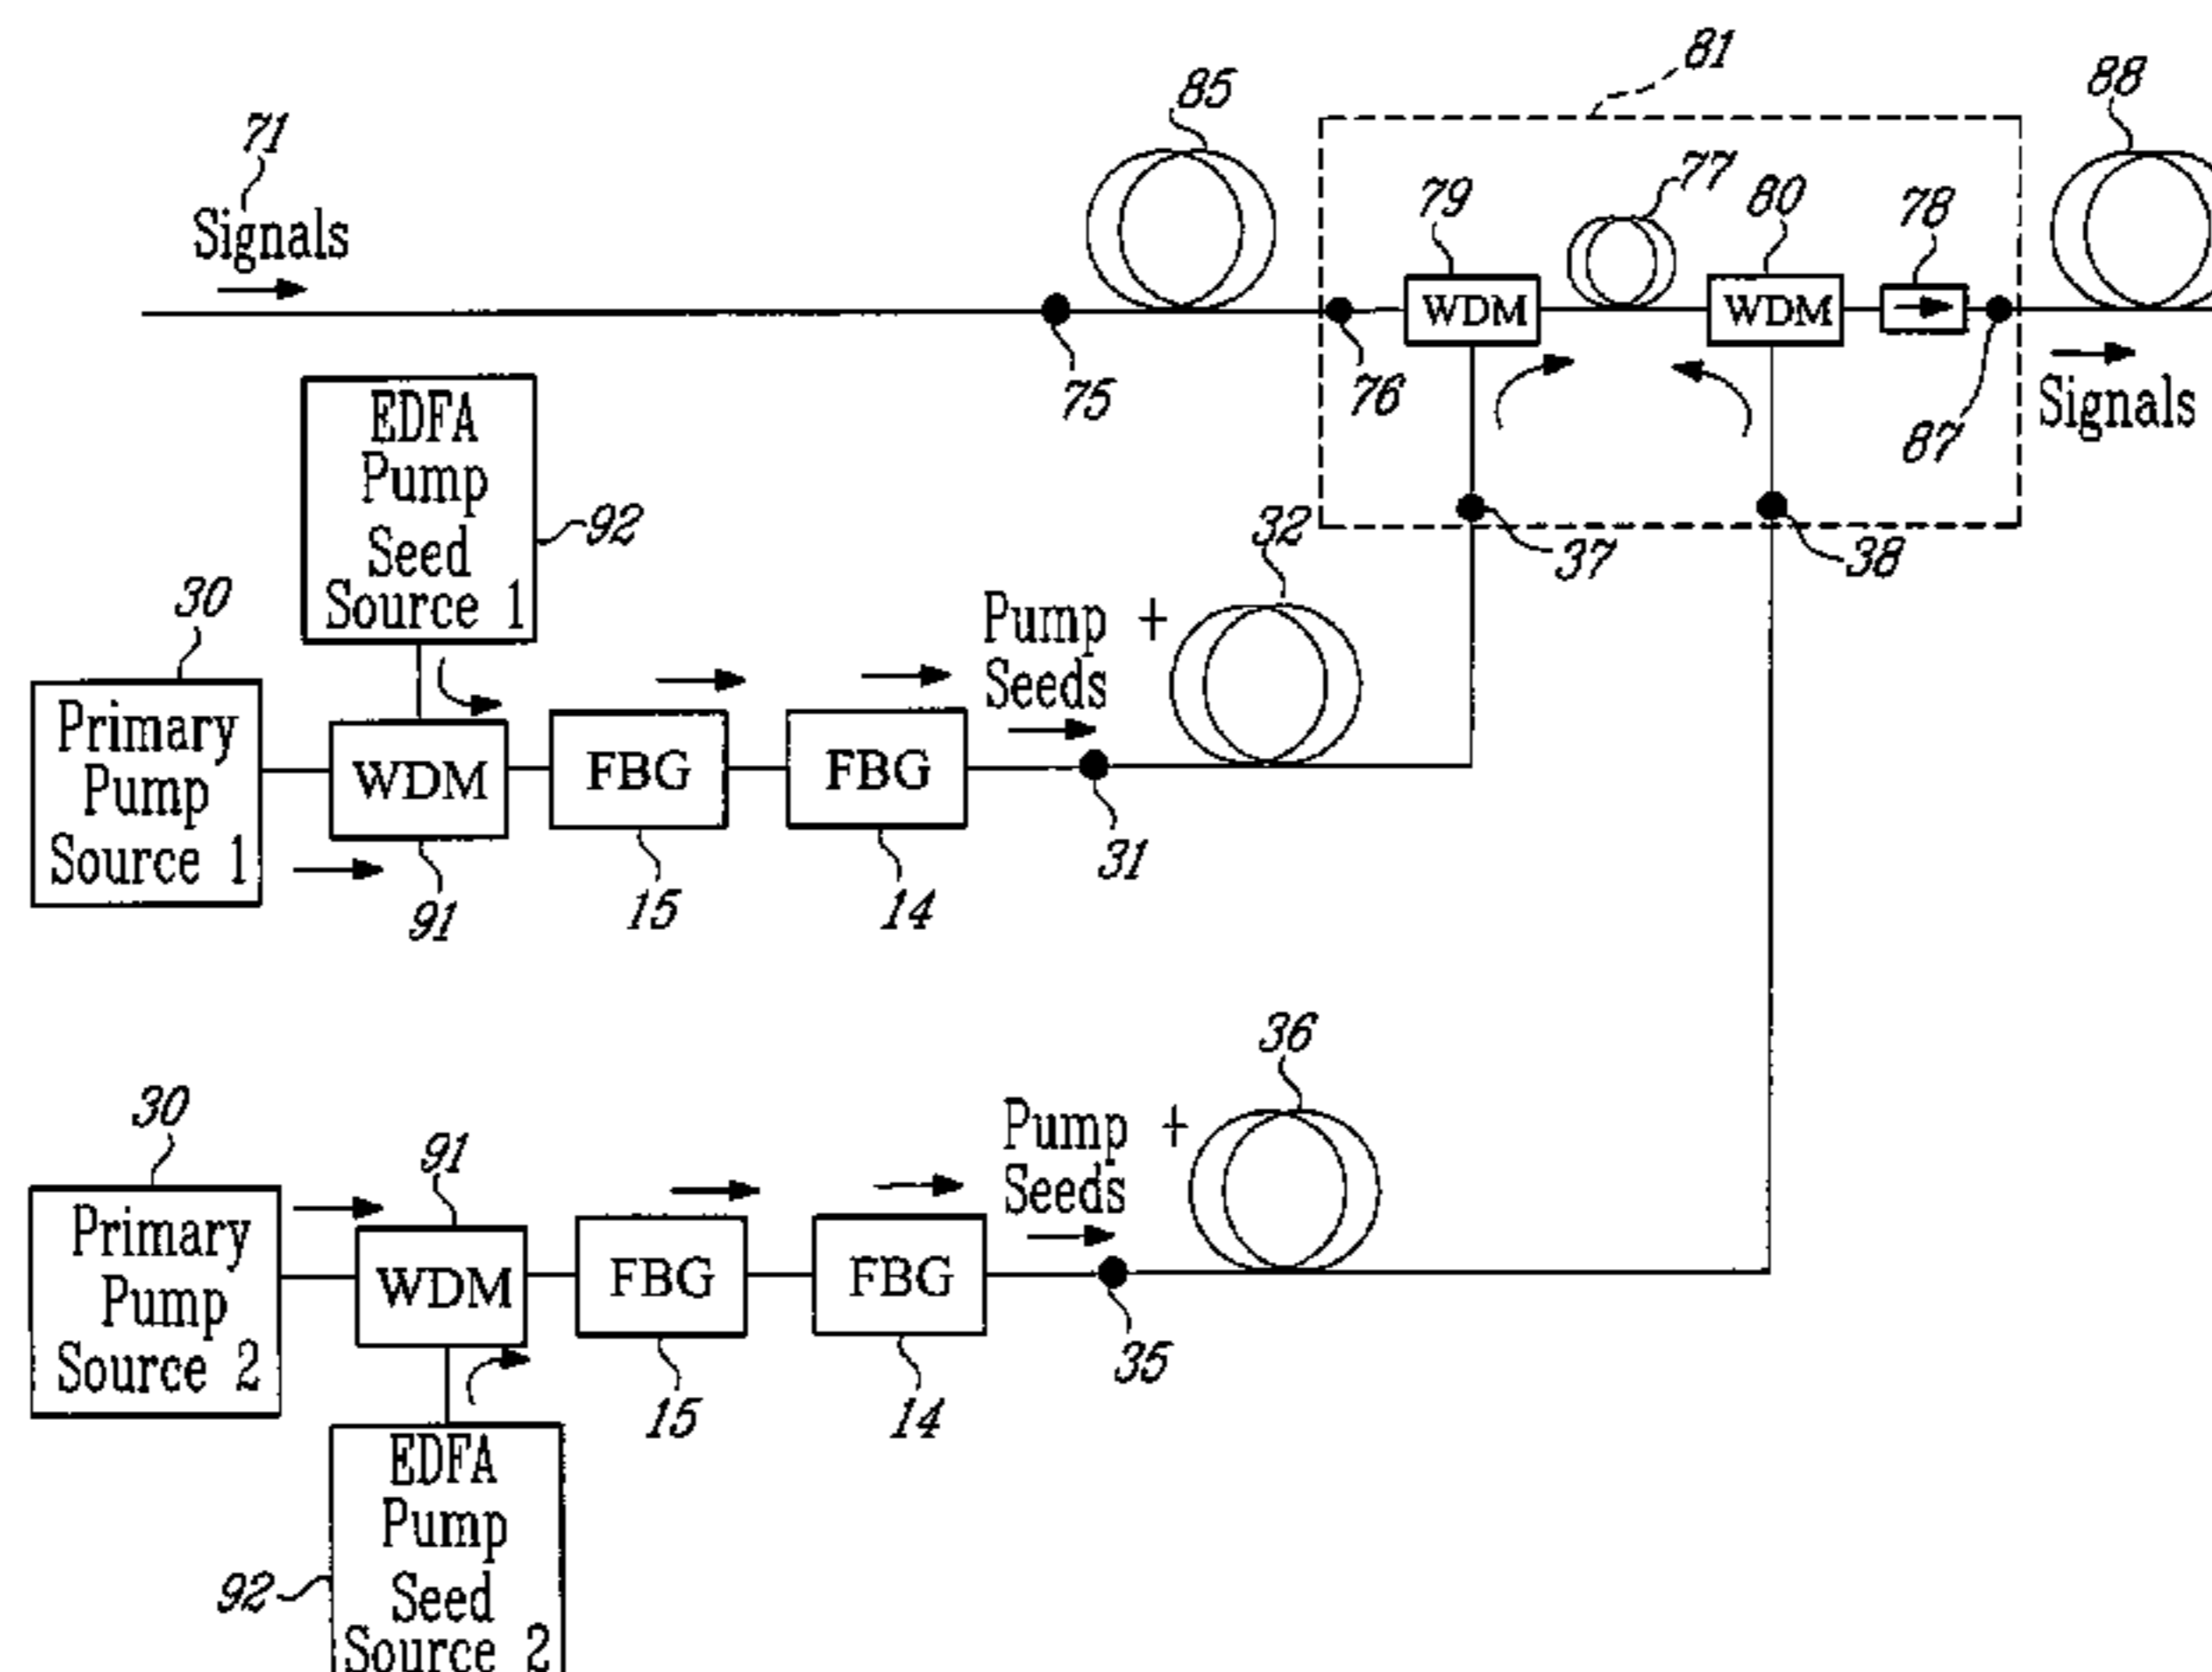 81
85
88
71
77
79
80
78
Signals
WDM
WDM
75
76
87
Signals
EDFA
Pump
Seed
Source 1
92
32
37
38
30
Pump +
Seeds
Primary
Pump
Source 1
WDM
FBG
FBG
31
91
15
14
36
30
91
Pump +
Seeds
Primary
Pump
Source 2
WDM
FBG
FBG
35
15
14
EDFA
Pump
Seed
Source 2
92